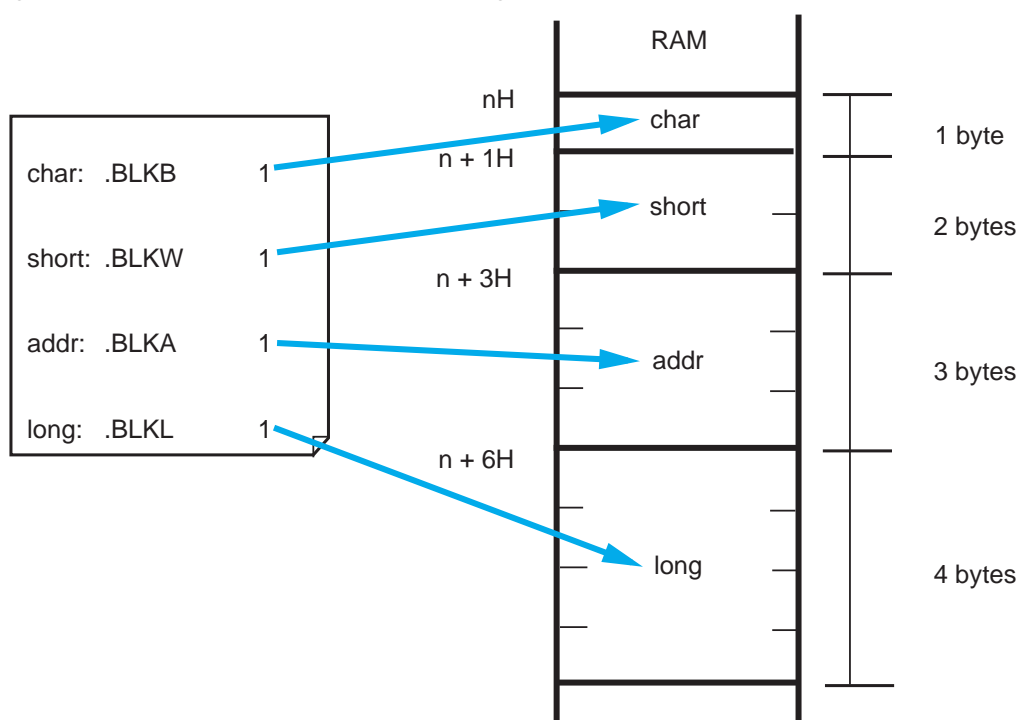 RAM
nH
char
1 byte
n + 1H
char: .BLKB 1
short
2 bytes
short: .BLKW 1
n + 3H
addr: .BLKA 1
addr
3 bytes
long: .BLKL 1
n + 6H
long
4 bytes